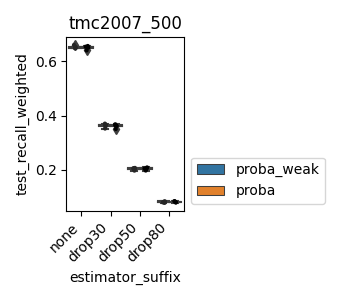 tmc2007_500
test_recall_weighted
0.6
0.4
0.2
none
drop30
drop50
drop80
estimator_suffix
proba_weak
proba